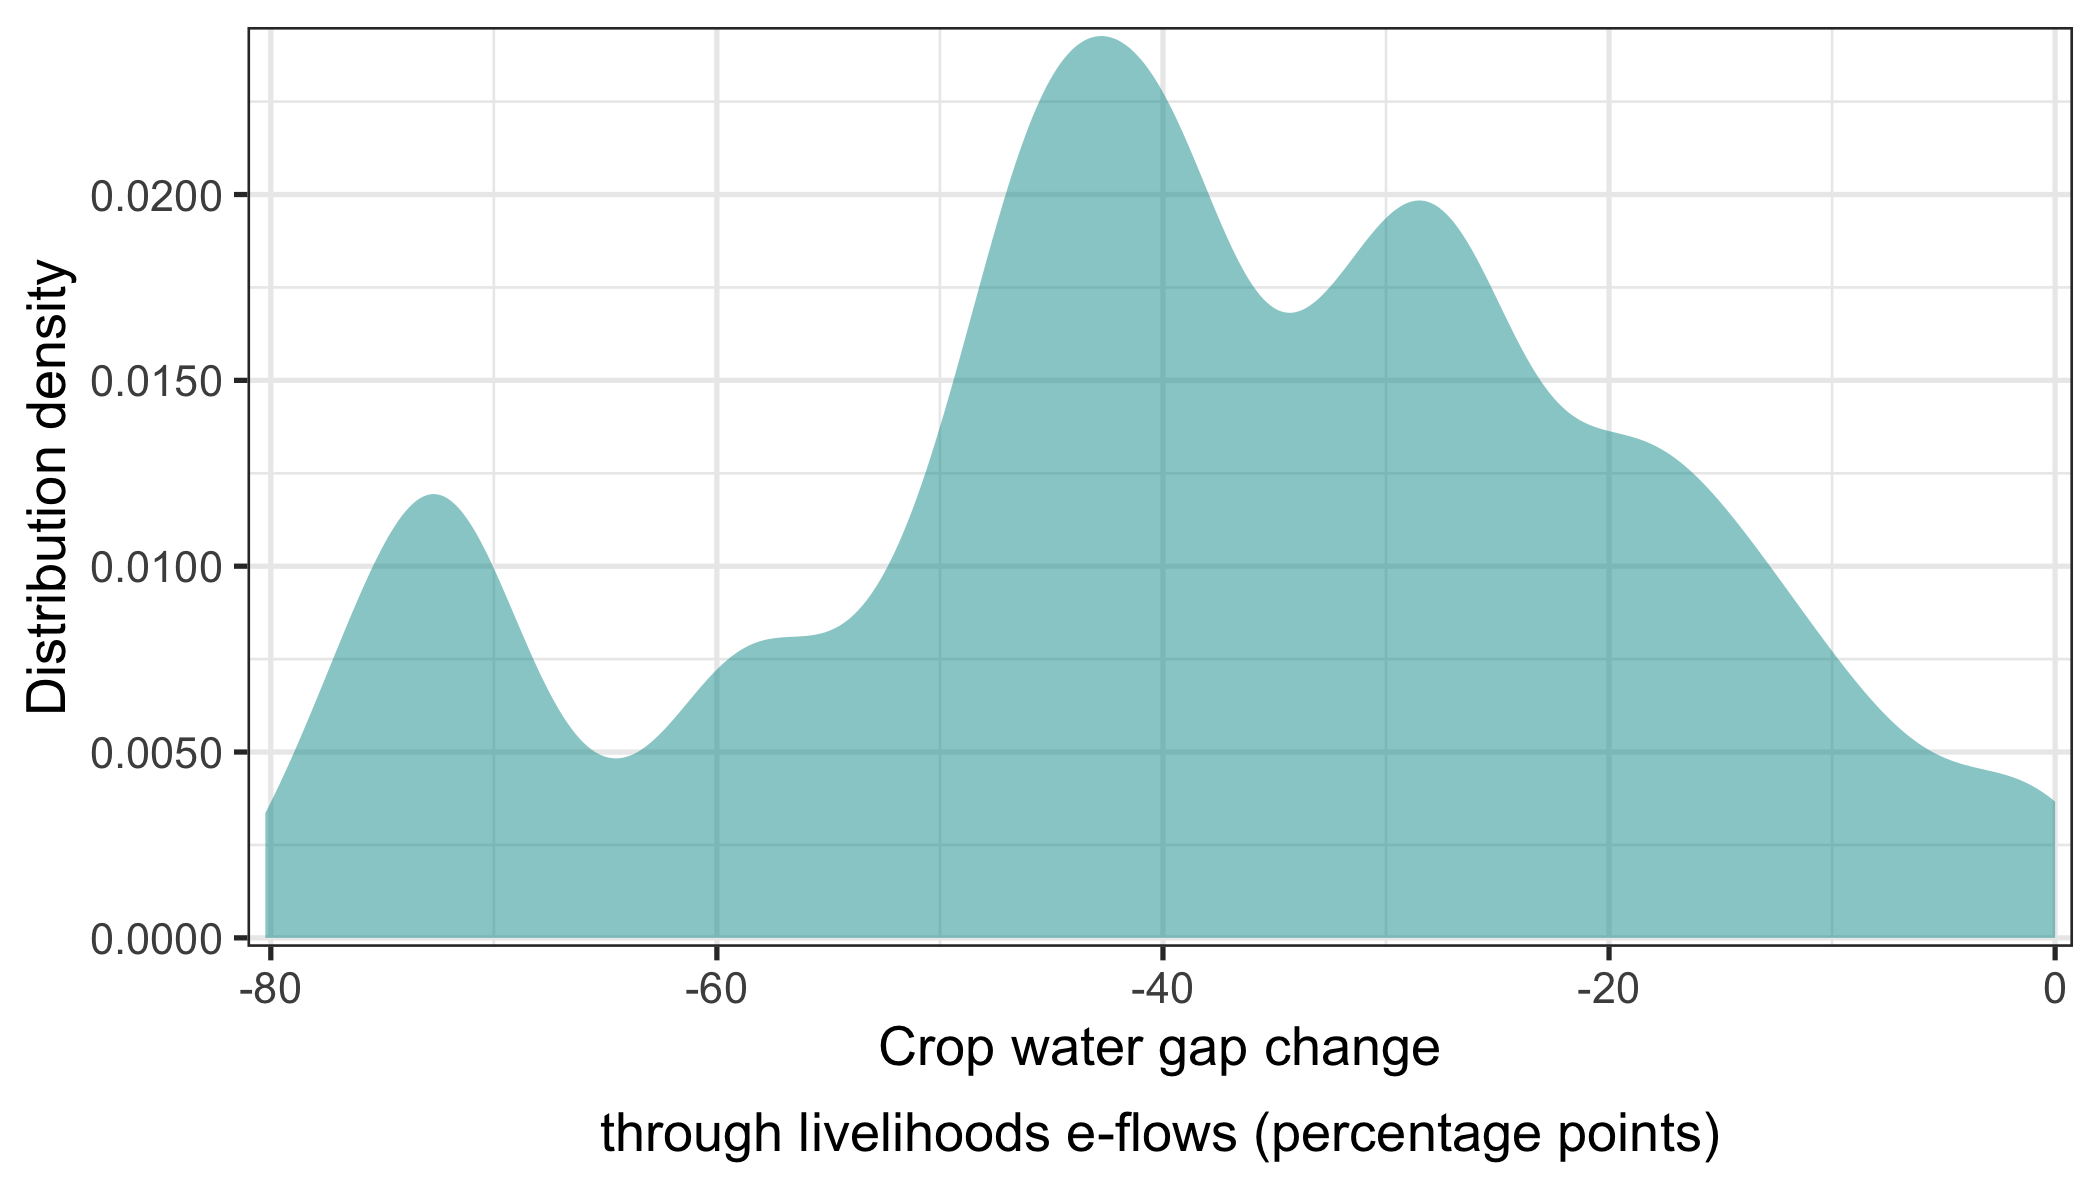 Distribution density
0.0200
0.0150
0.0100
0.0050
0.0000
-80 -60 -40 -20 0
Crop water gap change
through livelihoods e-flows (percentage points)